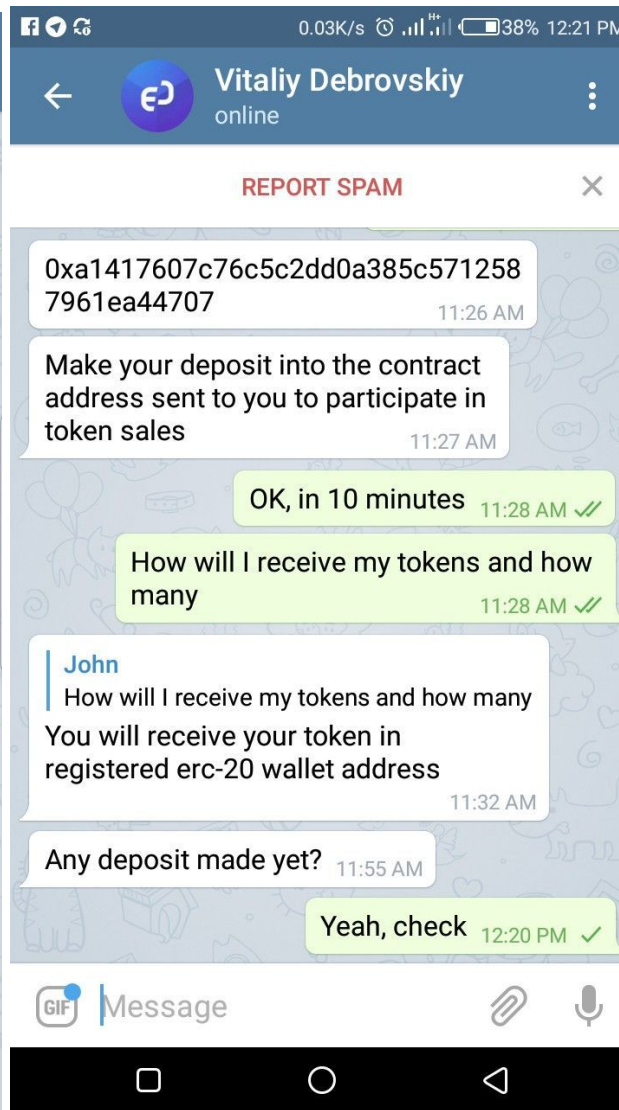 0.03K/s H+ 38% 12:21 PM
Vitaliy Debrovskiy
online
REPORT SPAM
0xa1417607c76c5c2dd0a385c571258
7961ea44707
11:26 AM
Make your deposit into the contract
address sent to you to participate in
token sales
11:27 AM
OK, in 10 minutes 11:28 AM
How will I receive my tokens and how
many
11:28 AM
John
How will I receive my tokens and how many
You will receive your token in
registered erc-20 wallet address
11:32 AM
Any deposit made yet? 11:55 AM
Yeah, check 12:20 PM
GIF Message